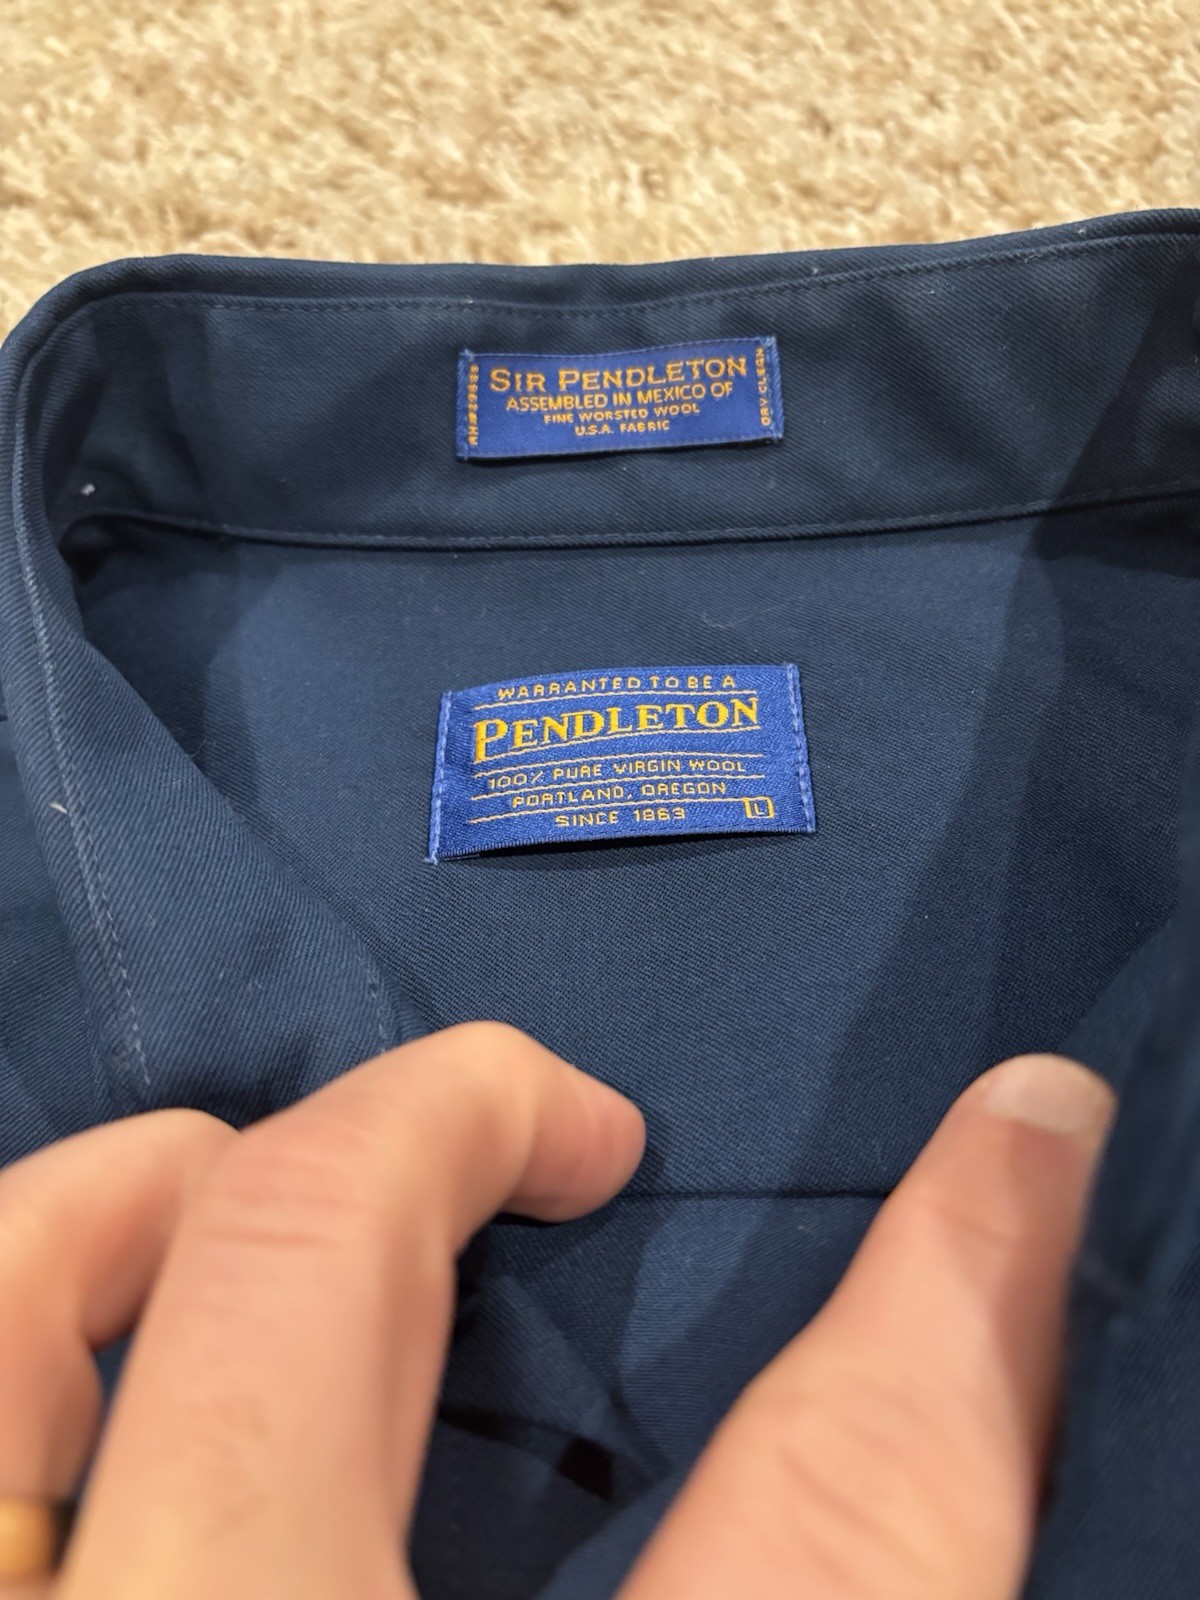 SIR PENDLETON
ASSEMBLED IN MEXICO OF
FINE WORSTED WOOL
U.S.A. FABRIC
DRY CLEAN
WARRANTED TO BE A
PENDLETON
100% PURE VIRGIN WOOL
PORTLAND, OREGON
SINCE 1863
L